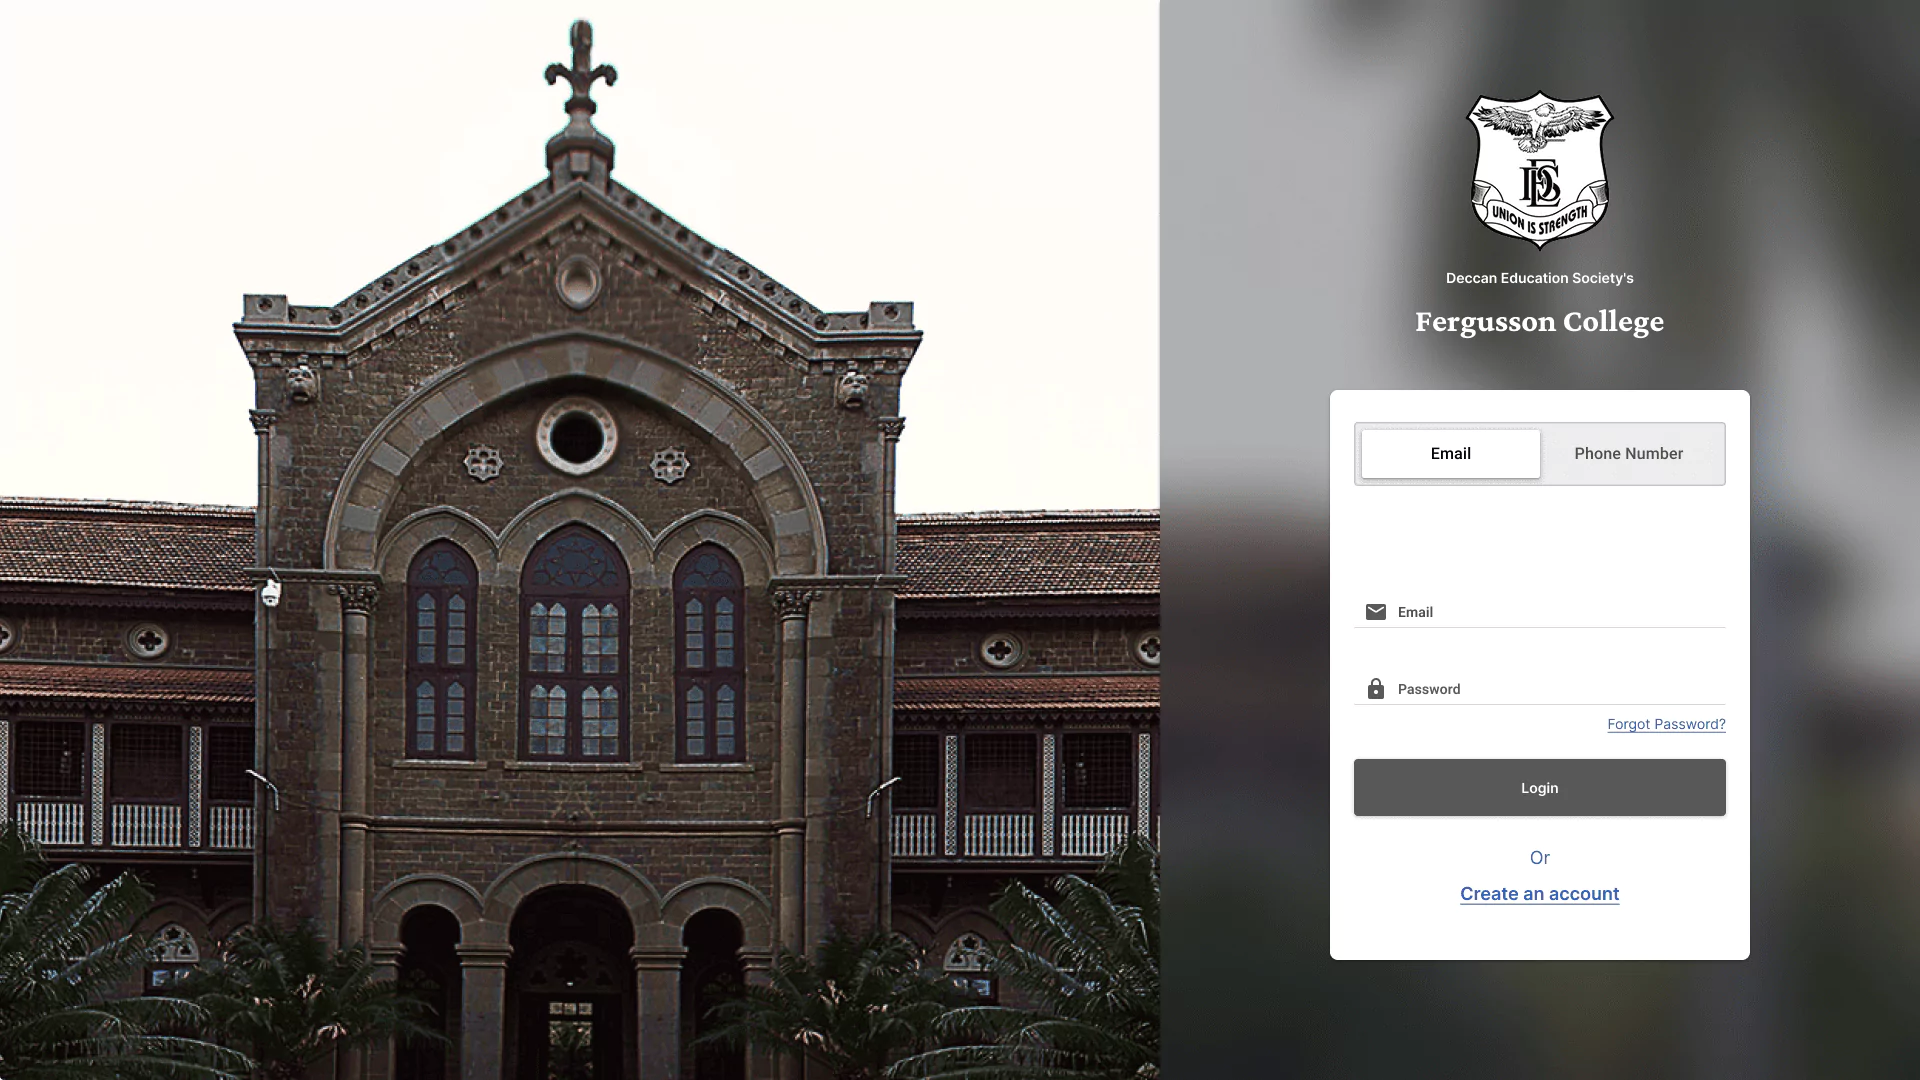 DES
UNION IS STRENGTH
Deccan Education Society's
Fergusson College
Email
Phone Number
Email
Password
Forgot Password?
Login
Or
Create an account